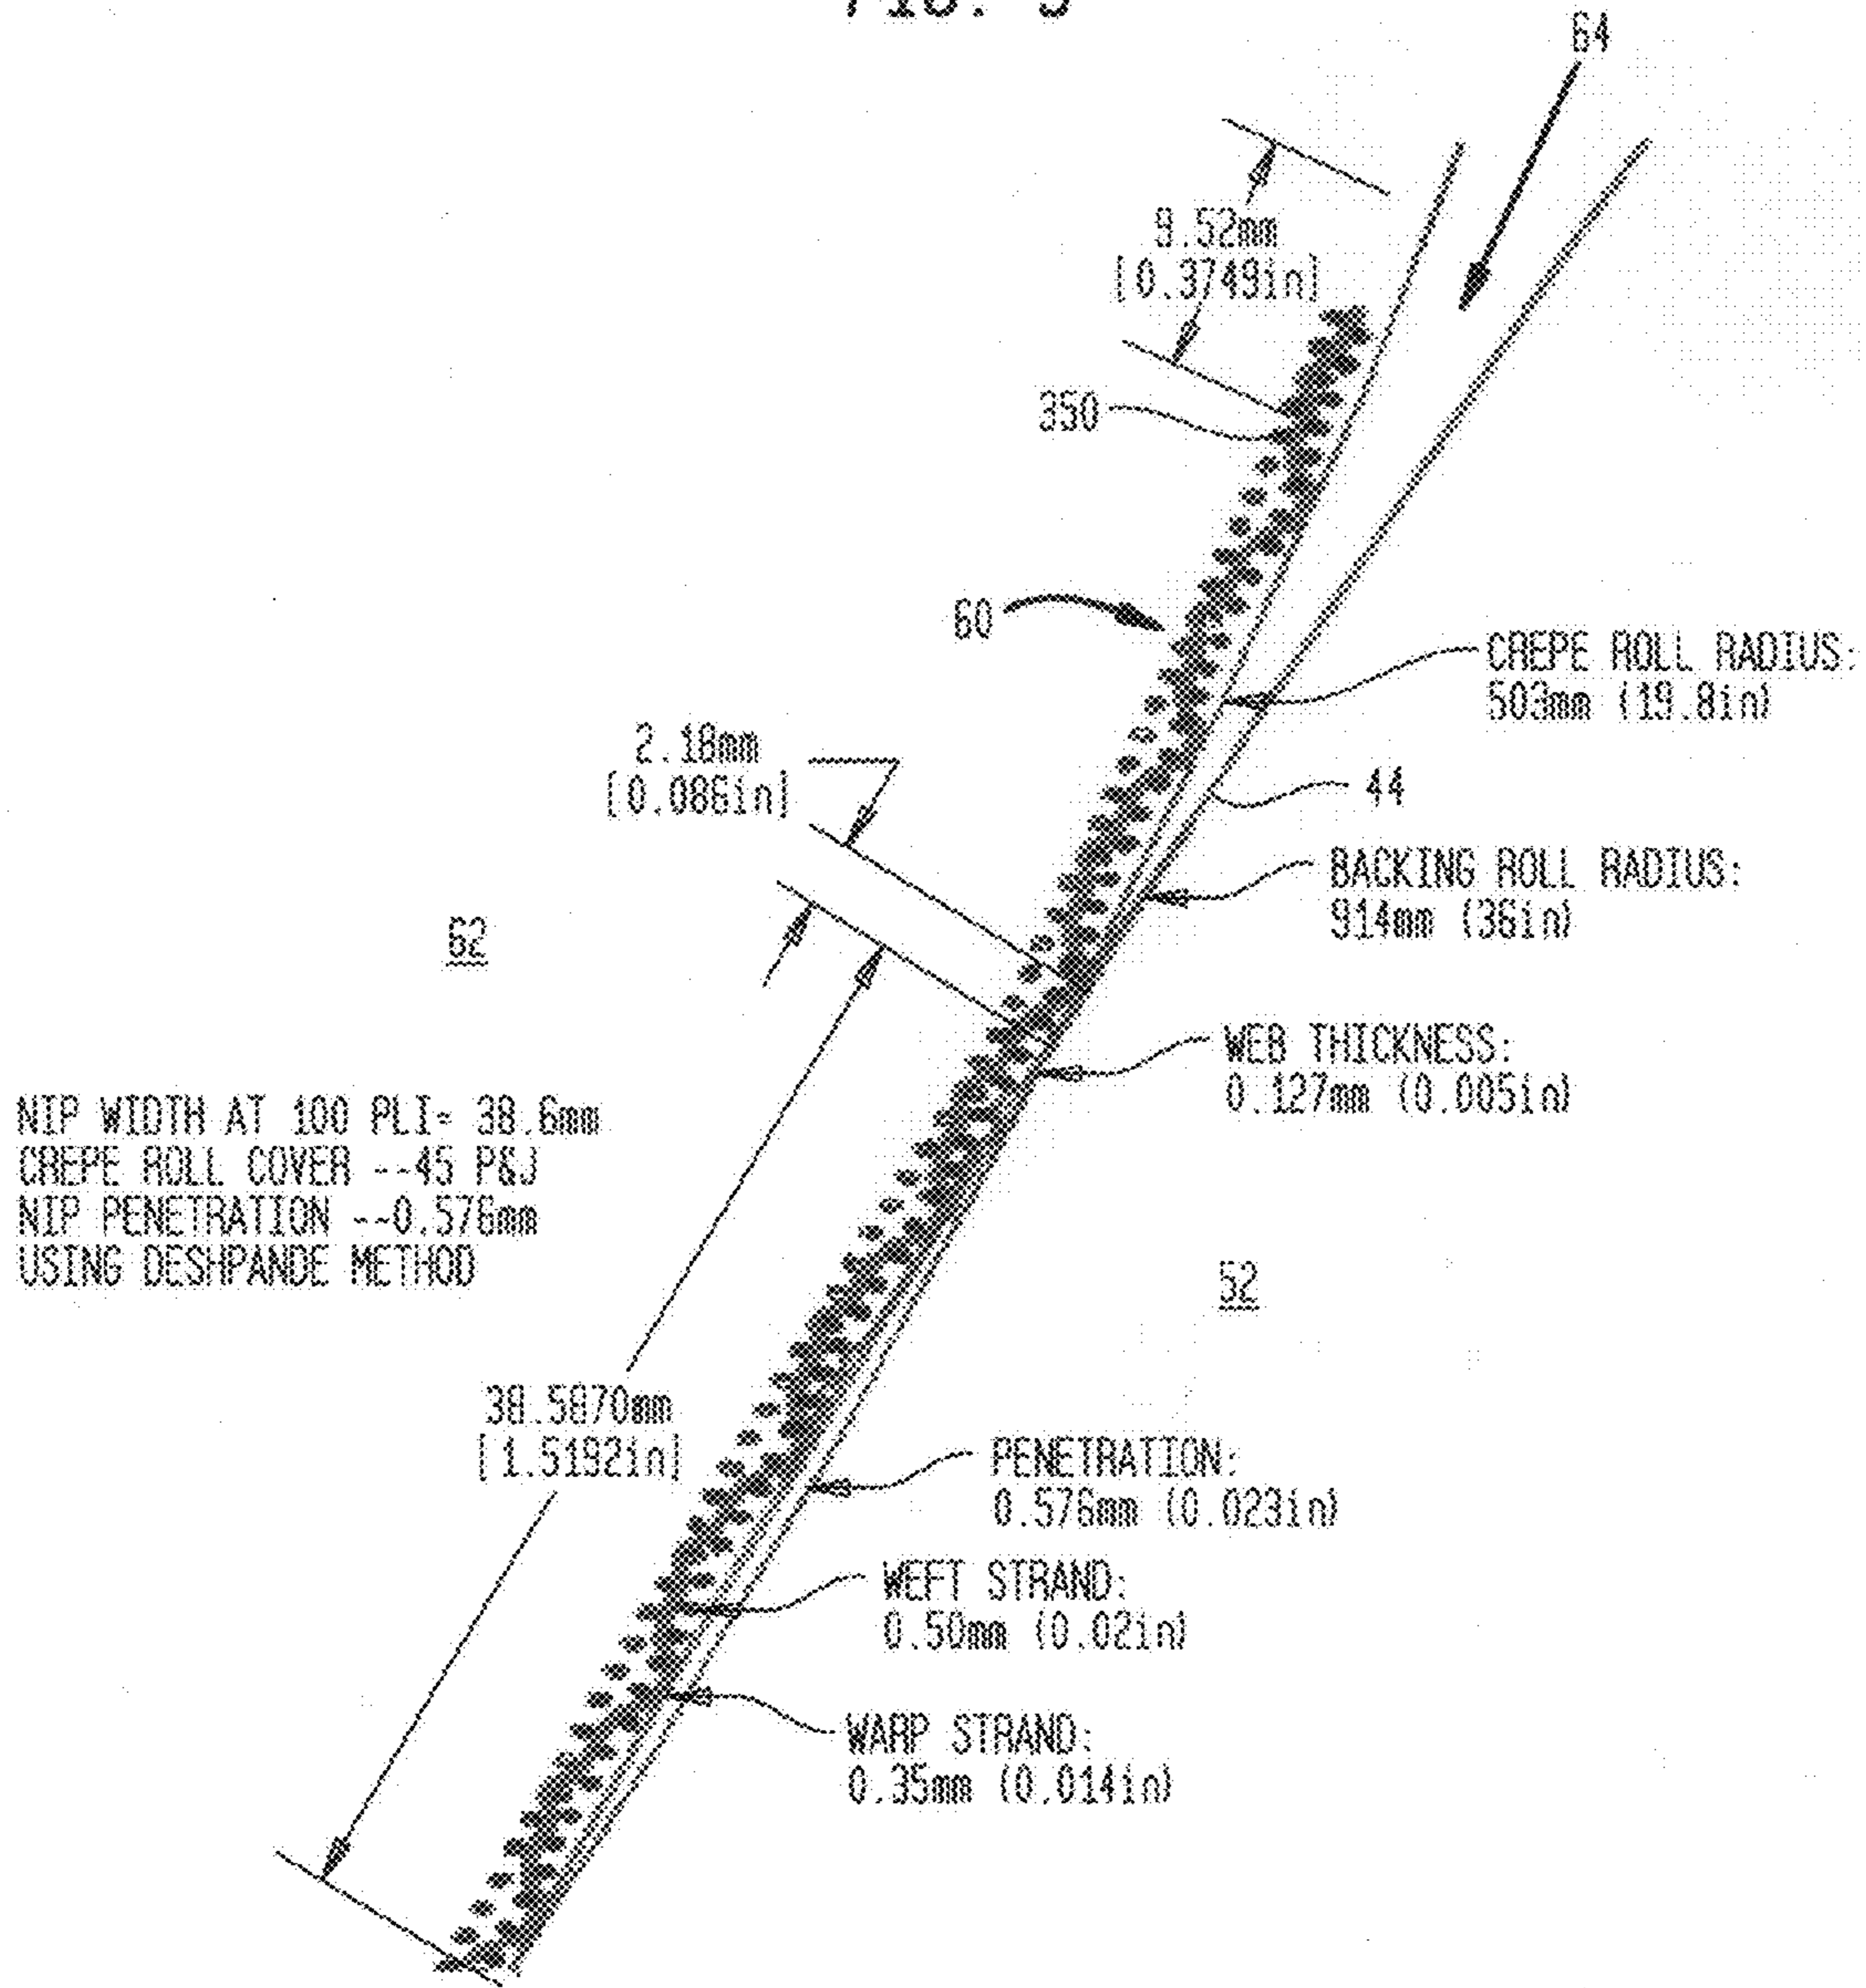 FIG.
64
9.52mm
[0.3749in]
350
60
CREPE ROLL RADIUS:
503mm (19.8in)
2.18mm
[0.086in]
44
BACKING ROLL RADIUS:
914mm (36in)
62
WEB THICKNESS:
0.127mm (0.005in)
NIP WIDTH AT 100 PLI= 38.6mm
CREPE ROLL COVER --45 P&J
NIP PENETRATION --0.576mm
USING DESHPANDE METHOD
52
38.5870mm
[1.5192in]
PENETRATION:
0.576mm (0.023in)
WEFT STRAND:
0.50mm (0.02in)
WARP STRAND:
0.35mm (0.014in)